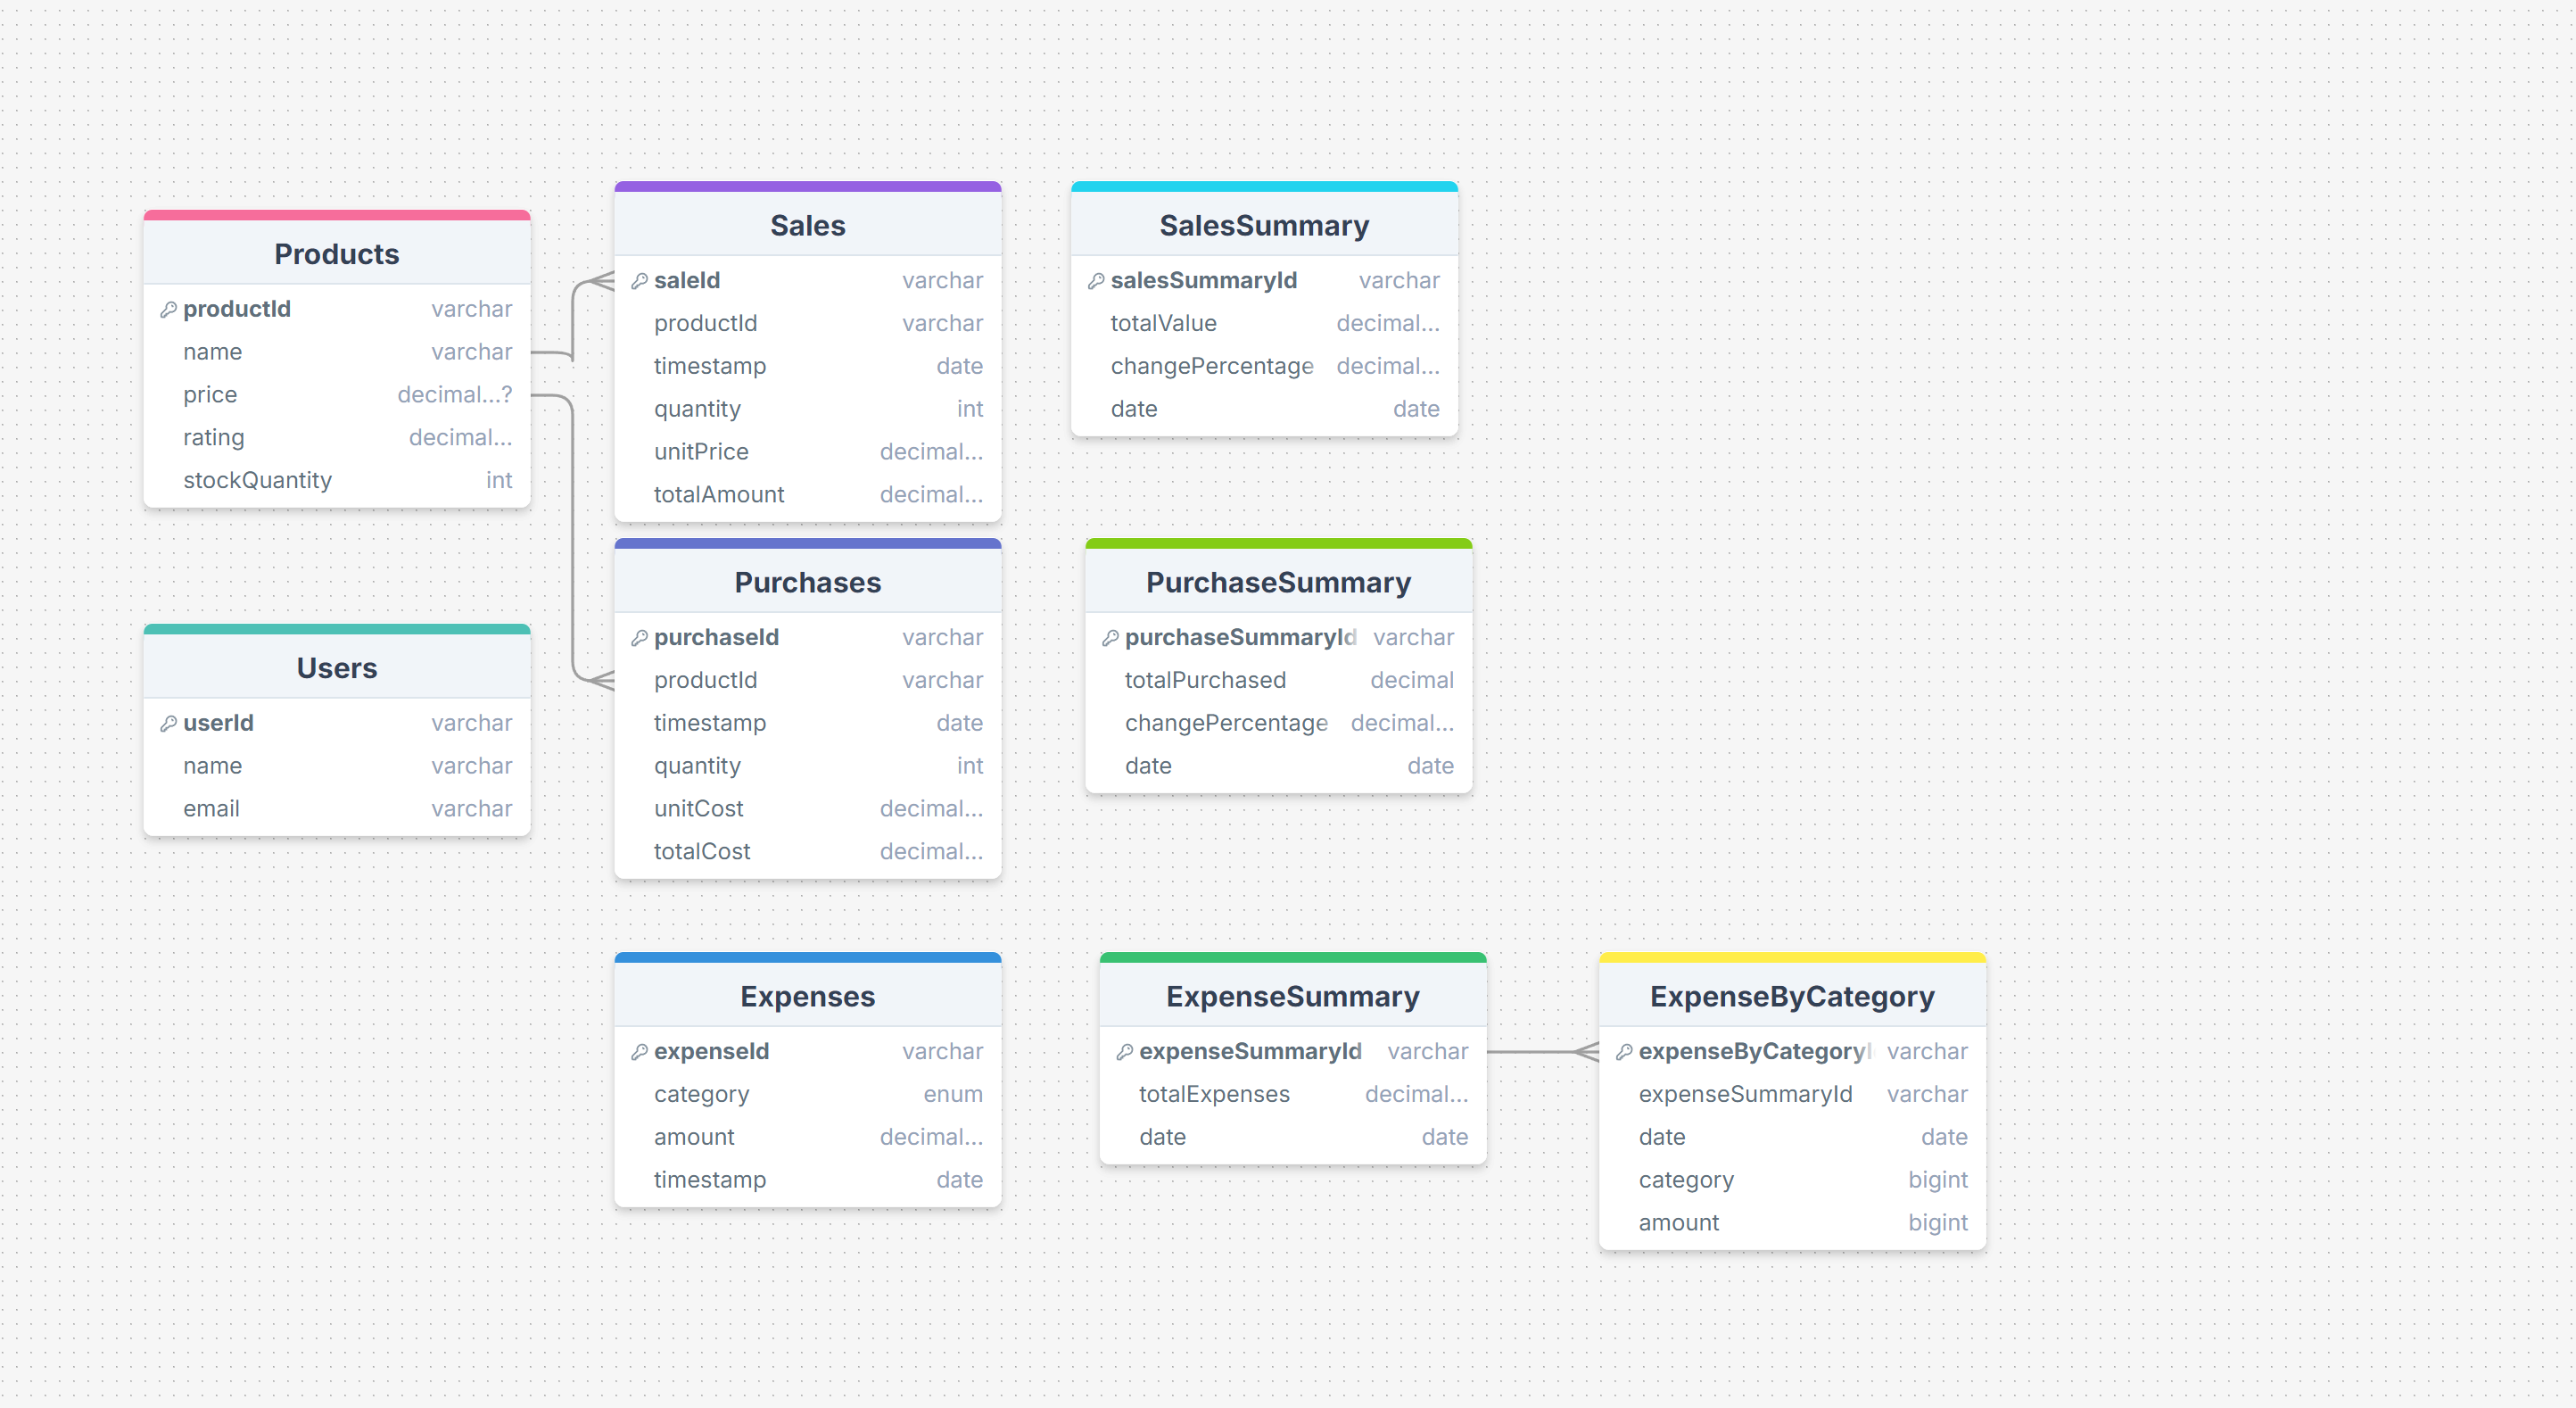 Products
productId varchar
name varchar
price decimal...?
rating decimal...
stockQuantity int
Sales
saleId varchar
productId varchar
timestamp date
quantity int
unitPrice decimal...
totalAmount decimal...
SalesSummary
salesSummaryId varchar
totalValue decimal...
changePercentage decimal...
date date
Users
userId varchar
name varchar
email varchar
Purchases
purchaseId varchar
productId varchar
timestamp date
quantity int
unitCost decimal...
totalCost decimal...
PurchaseSummary
purchaseSummaryId varchar
totalPurchased decimal
changePercentage decimal...
date date
Expenses
expenseId varchar
category enum
amount decimal...
timestamp date
ExpenseSummary
expenseSummaryId varchar
totalExpenses decimal...
date date
ExpenseByCategory
expenseByCategoryI varchar
expenseSummaryId varchar
date date
category bigint
amount bigint